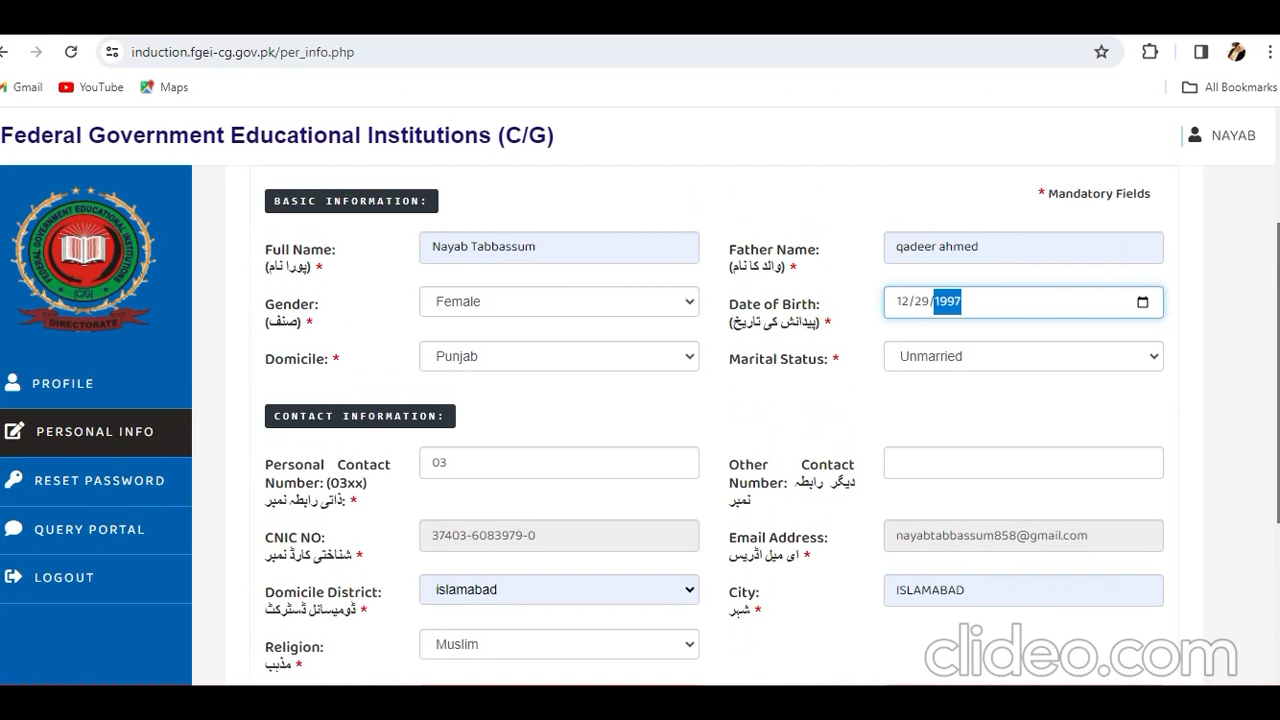 induction.fgei-cg.gov.pk/per_info.php
Gmail YouTube Maps All Bookmarks
Federal Government Educational Institutions (C/G) NAYAB
FEDERAL GOVERNMENT EDUCATIONAL INSTITUTIONS
(C/G)
DIRECTORATE
PROFILE
PERSONAL INFO
RESET PASSWORD
QUERY PORTAL
LOGOUT
BASIC INFORMATION: * Mandatory Fields
Full Name: Nayab Tabbassum Father Name: qadeer ahmed
(پورا نام) * (والد کا نام) *
Gender: Female Date of Birth: 12/29/1997
(صنف) * (پیدائش کی تاریخ) *
Domicile: * Punjab Marital Status: * Unmarried
CONTACT INFORMATION:
Personal Contact 03 Other Contact
Number: (03xx) Number: دیگر رابطہ
ذاتی رابطہ نمبر: * نمبر
CNIC NO: 37403-6083979-0 Email Address: nayabtabbassum858@gmail.com
شناختی کارڈ نمبر * ای میل اڈریس *
Domicile District: islamabad City: ISLAMABAD
ڈومیسائل ڈسٹرکٹ * شہر *
Religion: Muslim
مذہب *
clideo.com